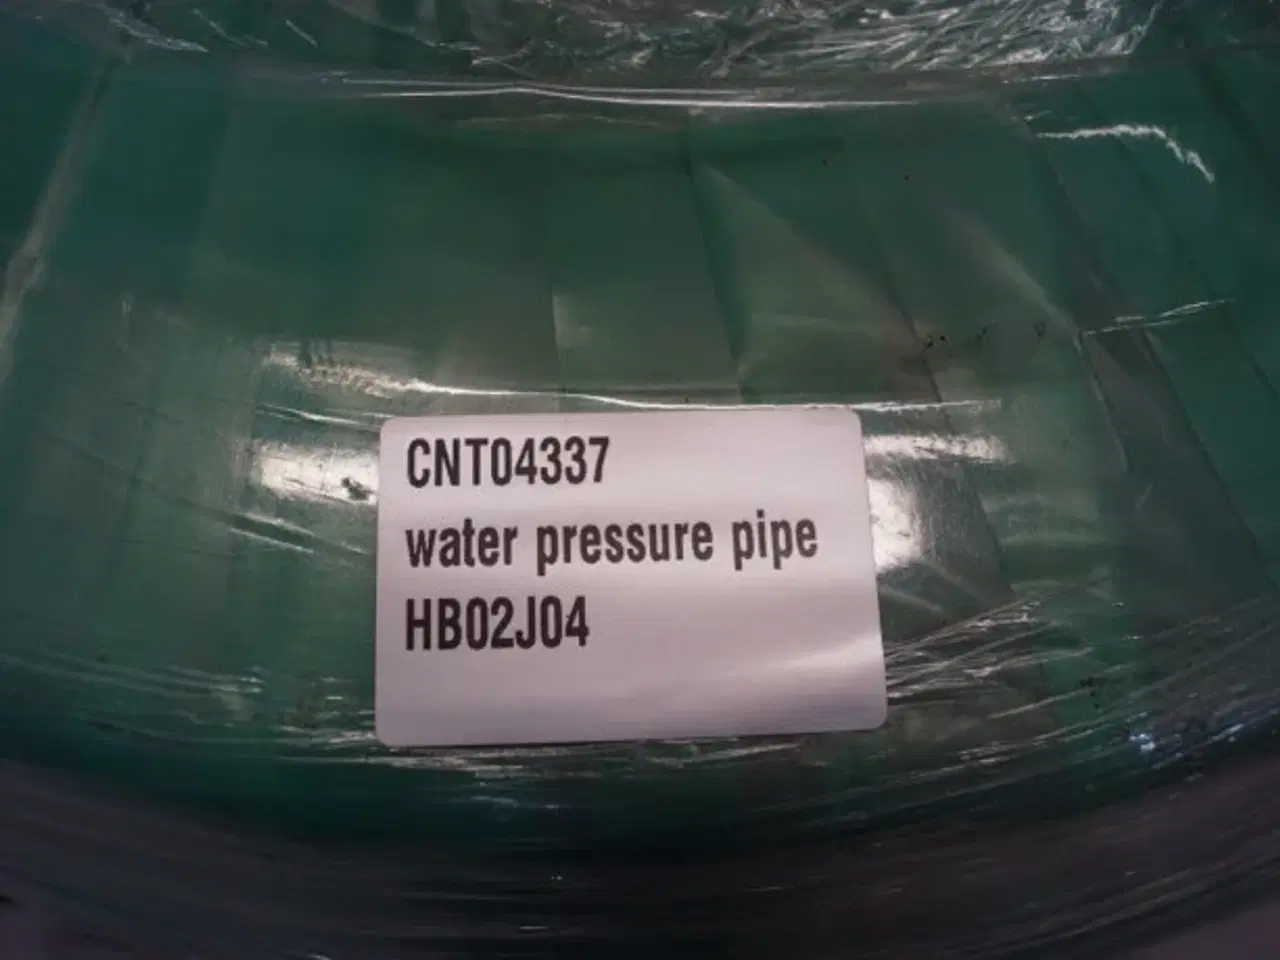 CNT04337
water pressure pipe
HB02J04